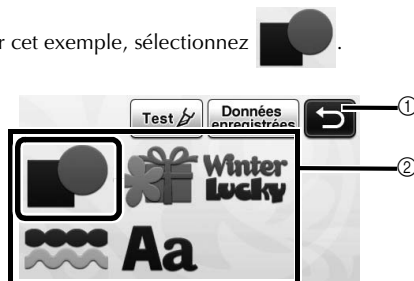 r cet exemple, sélectionnez .
Test Données enregistrées ①
Winter Lucky ②
Aa